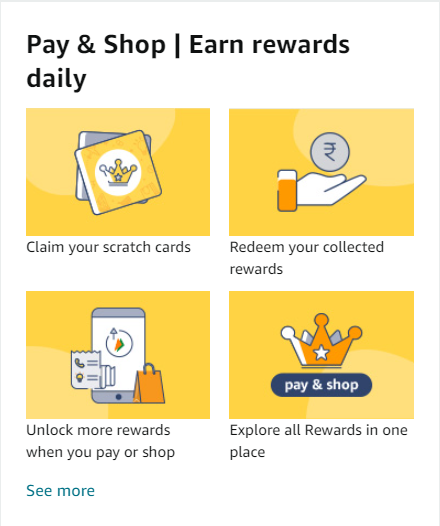 Pay & Shop | Earn rewards
daily
Claim your scratch cards
Redeem your collected
rewards
₹
pay & shop
Unlock more rewards
when you pay or shop
Explore all Rewards in one
place
See more